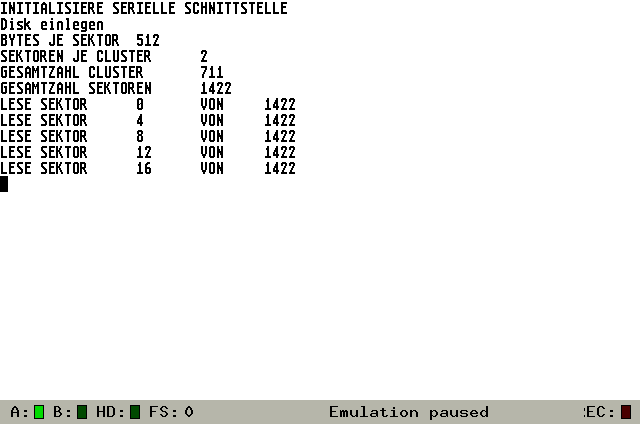 INITIALISIERE SERIELLE SCHNITTSTELLE
Disk einlegen
BYTES JE SEKTOR 512
SEKTOREN JE CLUSTER 2
GESAMTZAHL CLUSTER 711
GESAMTZAHL SEKTOREN 1422
LESE SEKTOR 0 VON 1422
LESE SEKTOR 4 VON 1422
LESE SEKTOR 8 VON 1422
LESE SEKTOR 12 VON 1422
LESE SEKTOR 16 VON 1422
A: B: HD: FS: 0 Emulation paused :EC: